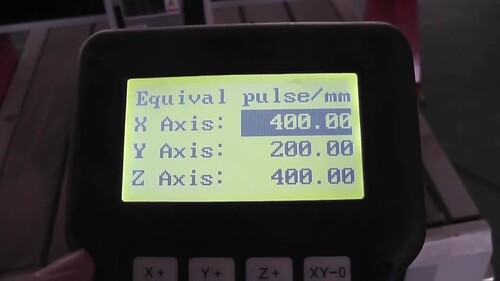 Equival pulse/mm
X Axis: 400.00
Y Axis: 200.00
Z Axis: 400.00
X+ Y+ Z+ XY-0